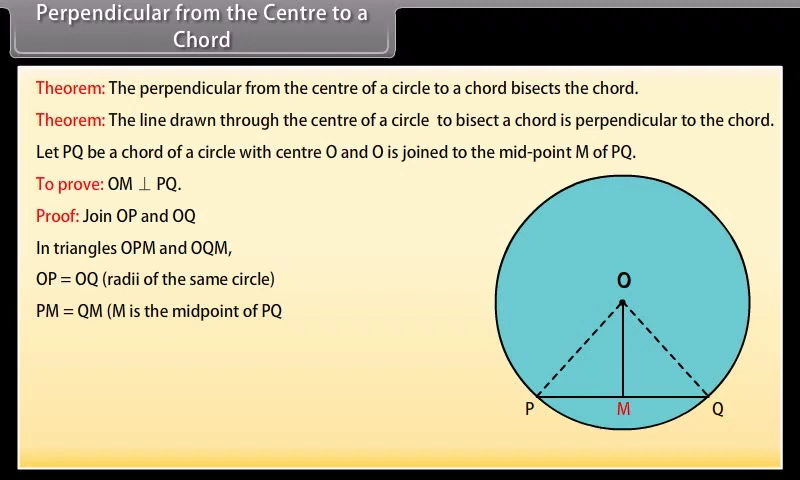 Perpendicular from the Centre to a
Chord
Theorem: The perpendicular from the centre of a circle to a chord bisects the chord.
Theorem: The line drawn through the centre of a circle to bisect a chord is perpendicular to the chord.
Let PQ be a chord of a circle with centre O and O is joined to the mid-point M of PQ.
To prove: OM ⊥ PQ.
Proof: Join OP and OQ
In triangles OPM and OQM,
OP = OQ (radii of the same circle)
PM = QM (M is the midpoint of PQ
O
P M Q